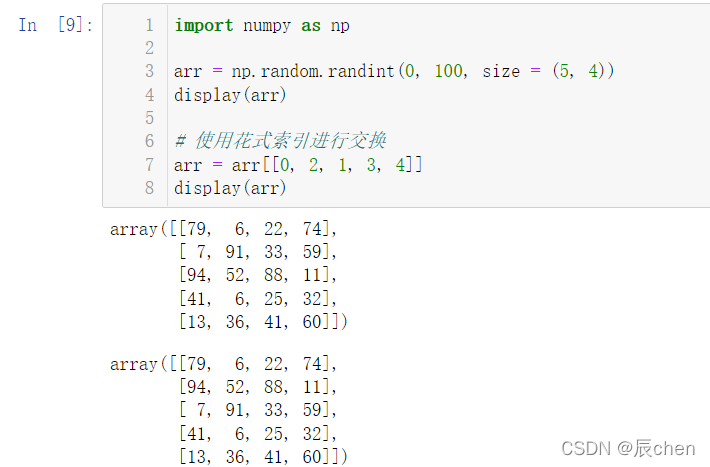 In [9]:
1 import numpy as np
2
3 arr = np.random.randint(0, 100, size = (5, 4))
4 display(arr)
5
6 # 使用花式索引进行交换
7 arr = arr[[0, 2, 1, 3, 4]]
8 display(arr)
array([[79,  6, 22, 74],
       [ 7, 91, 33, 59],
       [94, 52, 88, 11],
       [41,  6, 25, 32],
       [13, 36, 41, 60]])
array([[79,  6, 22, 74],
       [94, 52, 88, 11],
       [ 7, 91, 33, 59],
       [41,  6, 25, 32],
       [13, 36, 41, 60]])
CSDN @辰chen